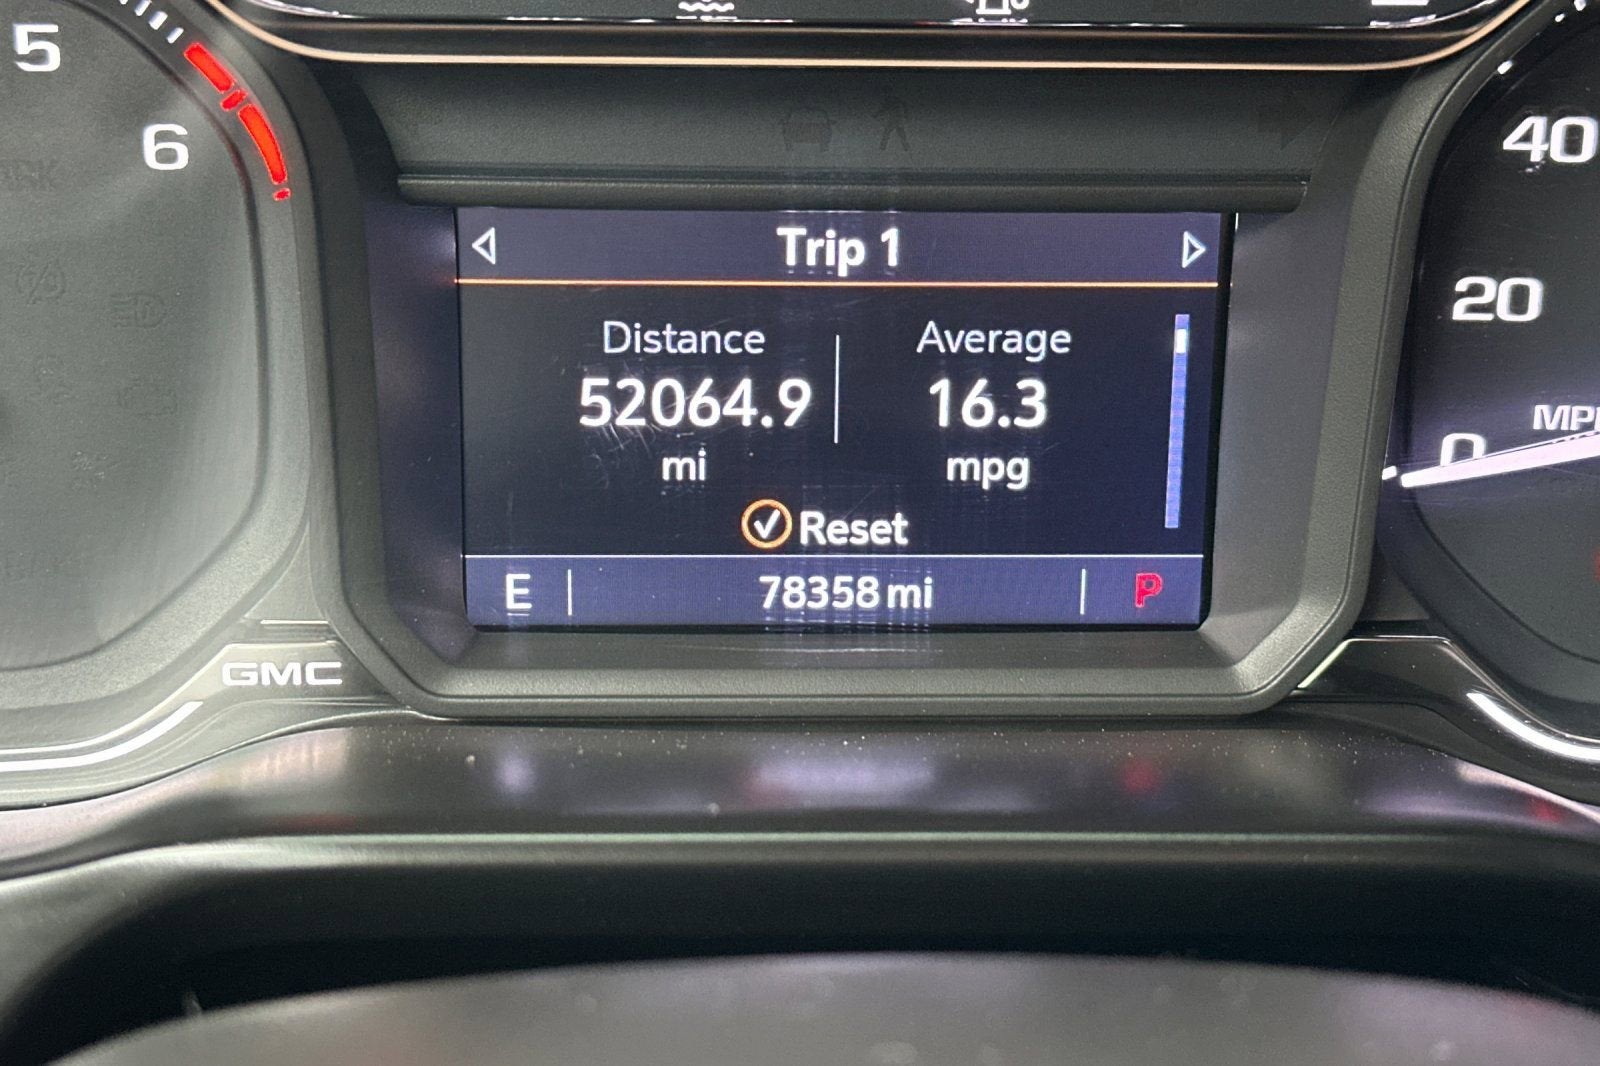 5
6
40
20
0
Trip 1
Distance
Average
52064.9
16.3
mi
mpg
Reset
E
78358 mi
P
GMC